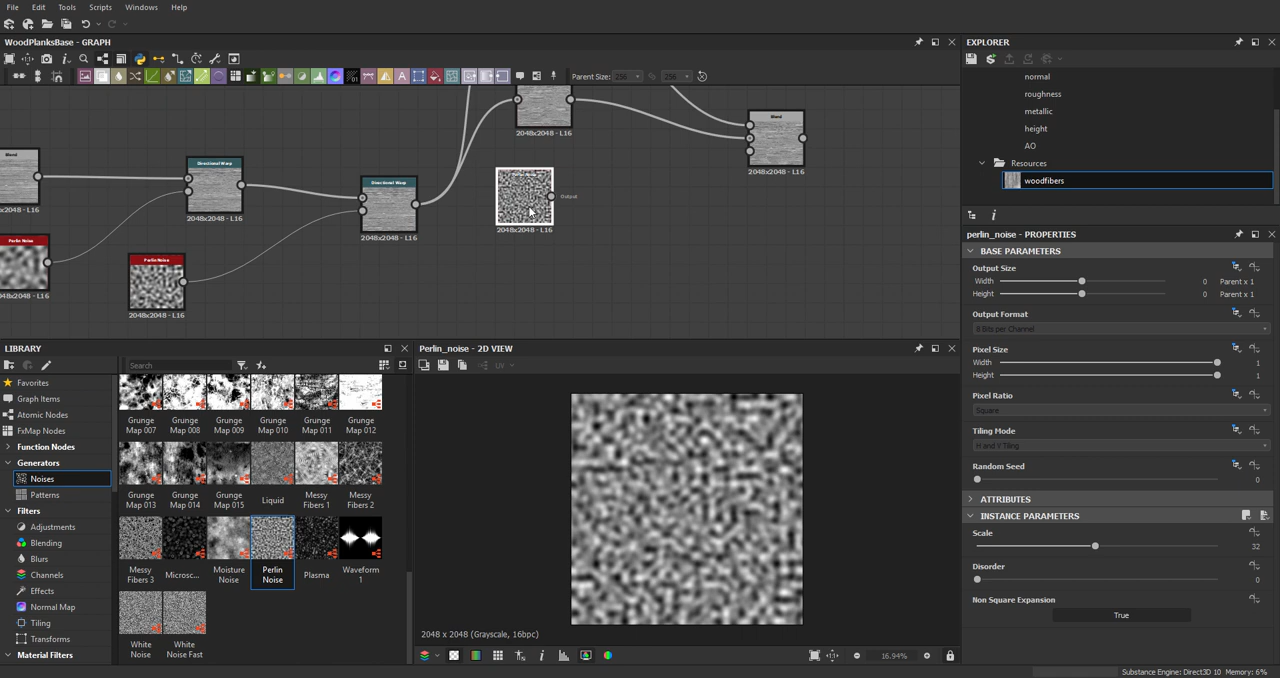 File Edit Tools Scripts Windows Help
WoodPlanksBase - GRAPH
Parent Size: 256 256
Blend
2048x2048 - L16
Directional Warp
2048x2048 - L16
Directional Warp
2048x2048 - L16
2048x2048 - L16
Output
2048x2048 - L16
Blend
2048x2048 - L16
Perlin Noise
2048x2048 - L16
Perlin Noise
2048x2048 - L16
LIBRARY
Search
Favorites
Graph Items
Atomic Nodes
FxMap Nodes
Function Nodes
Generators
Noises
Patterns
Filters
Adjustments
Blending
Blurs
Channels
Effects
Normal Map
Tiling
Transforms
Material Filters
Grunge Map 007
Grunge Map 008
Grunge Map 009
Grunge Map 010
Grunge Map 011
Grunge Map 012
Grunge Map 013
Grunge Map 014
Grunge Map 015
Liquid
Messy Fibers 1
Messy Fibers 2
Messy Fibers 3
Microsc...
Moisture Noise
Perlin Noise
Plasma
Waveform 1
White Noise
White Noise Fast
Perlin_noise - 2D VIEW
UV
2048 x 2048 (Grayscale, 16bpc)
16.94%
EXPLORER
normal
roughness
metallic
height
AO
Resources
woodfibers
perlin_noise - PROPERTIES
BASE PARAMETERS
Output Size
Width 0 Parent x 1
Height 0 Parent x 1
Output Format
8 Bits per Channel
Pixel Size
Width 1
Height 1
Pixel Ratio
Square
Tiling Mode
H and V Tiling
Random Seed
0
ATTRIBUTES
INSTANCE PARAMETERS
Scale
32
Disorder
0
Non Square Expansion
True
Substance Engine: Direct3D 10 Memory: 6%